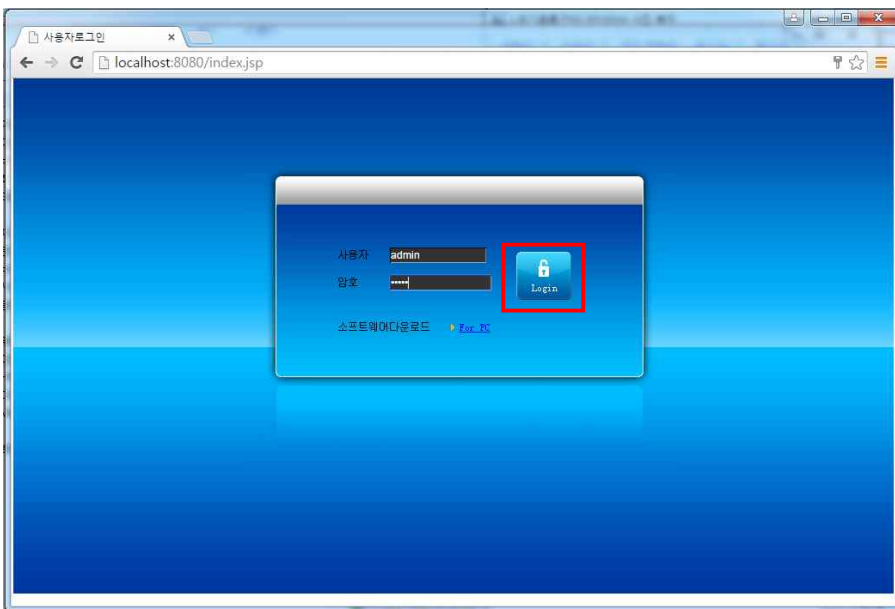 사용자로그인
localhost:8080/index.jsp
사용자 admin
암호 •••••
Login
소프트웨어다운로드 For PC